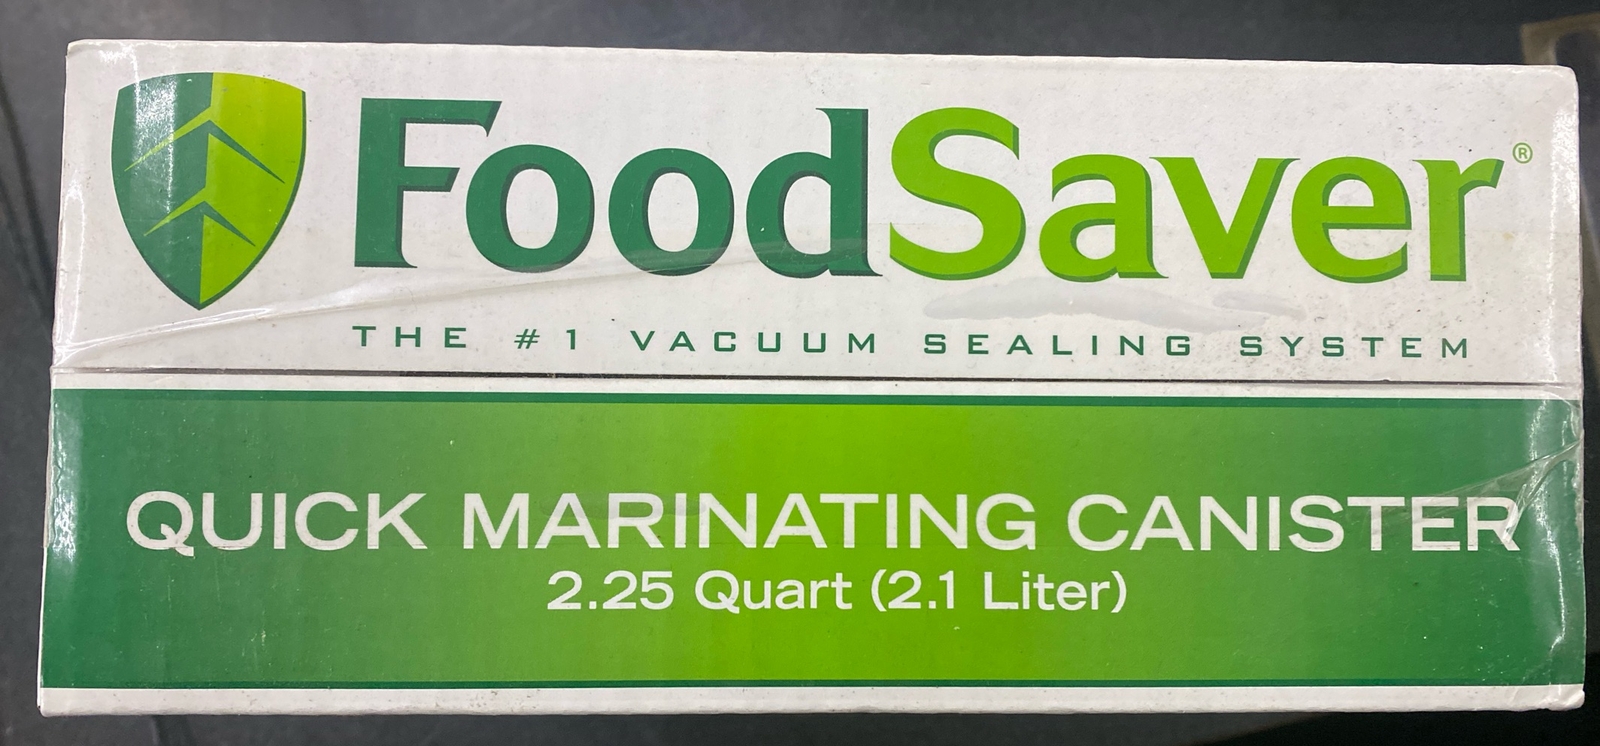 FoodSaver®
THE #1 VACUUM SEALING SYSTEM
QUICK MARINATING CANISTER
2.25 Quart (2.1 Liter)